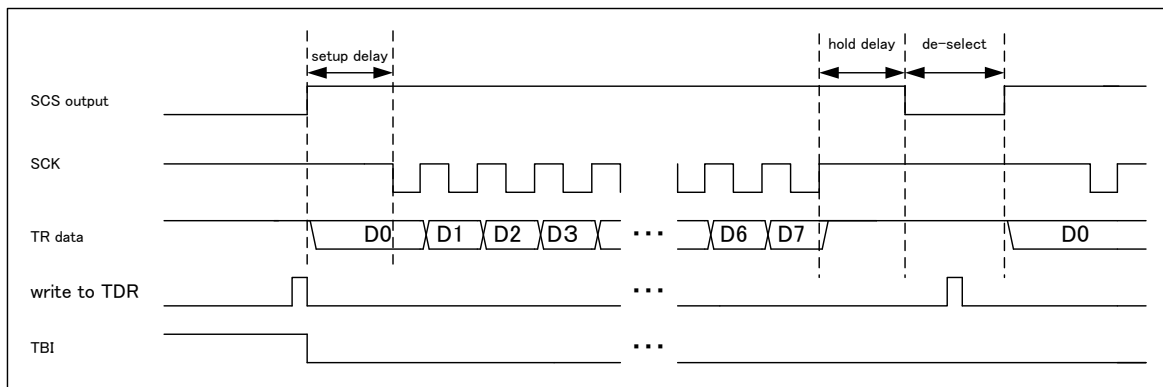 setup delay hold delay de-select
SCS output
SCK
TR data D0 D1 D2 D3 ··· D6 D7 D0
write to TDR ···
TBI ···